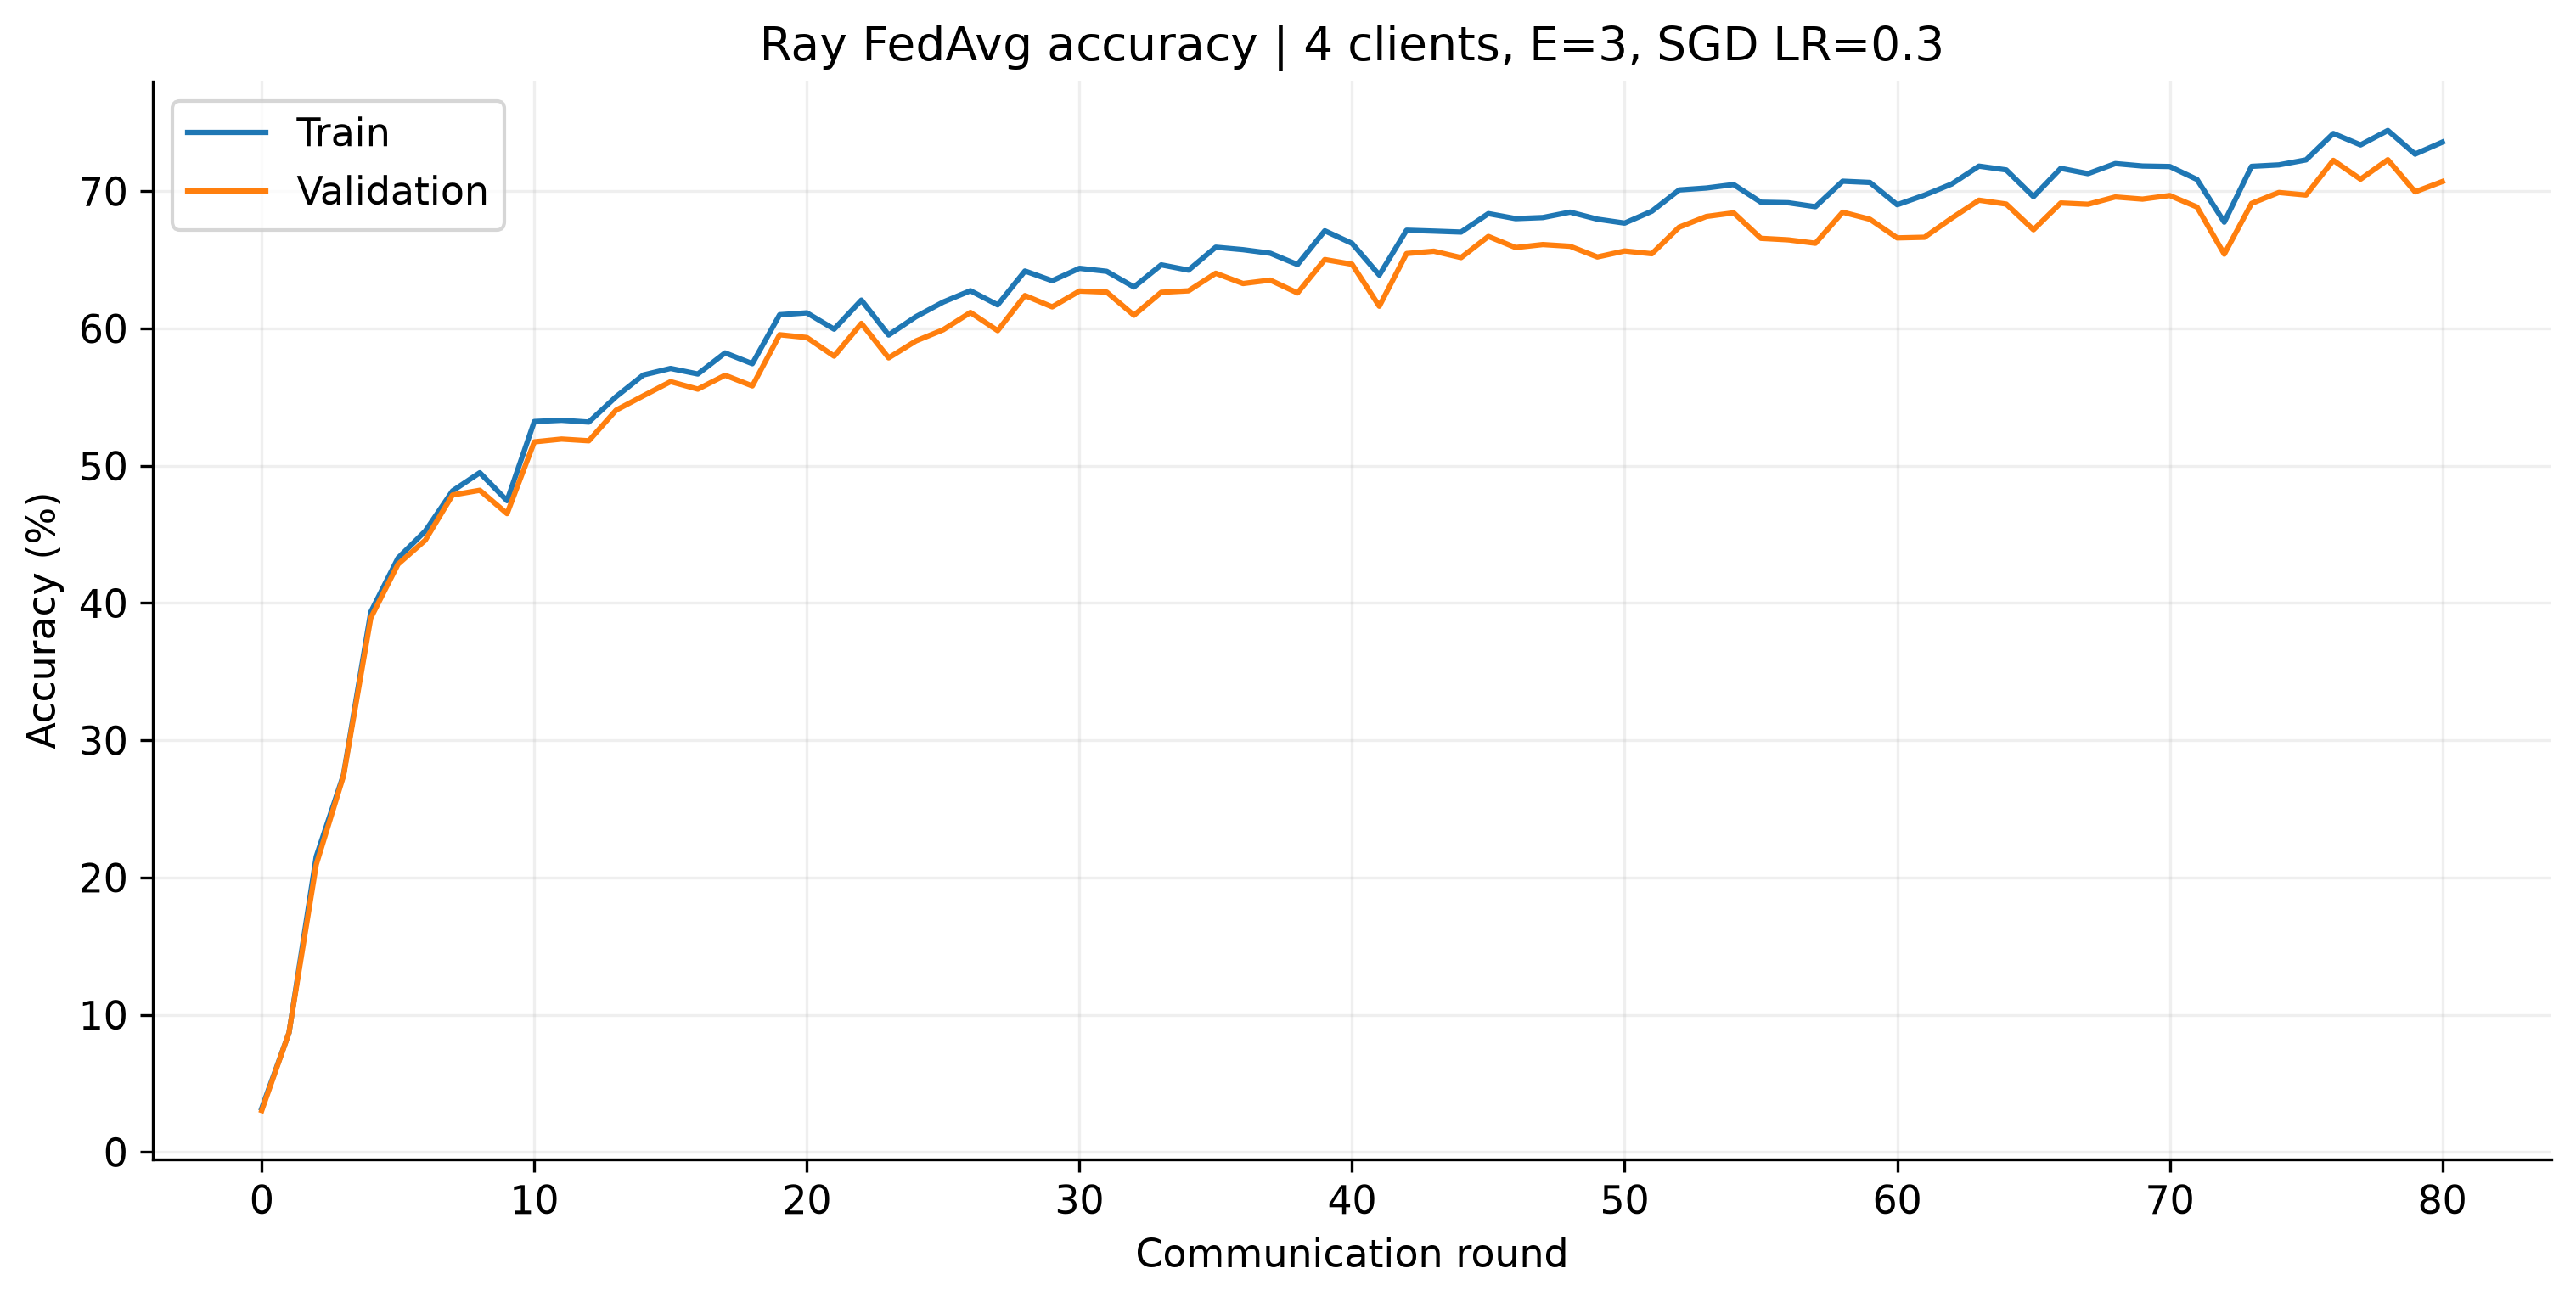 Ray FedAvg accuracy | 4 clients, E=3, SGD LR=0.3
Train
Validation
Accuracy (%)
70
60
50
40
30
20
10
0
0 10 20 30 40 50 60 70 80
Communication round